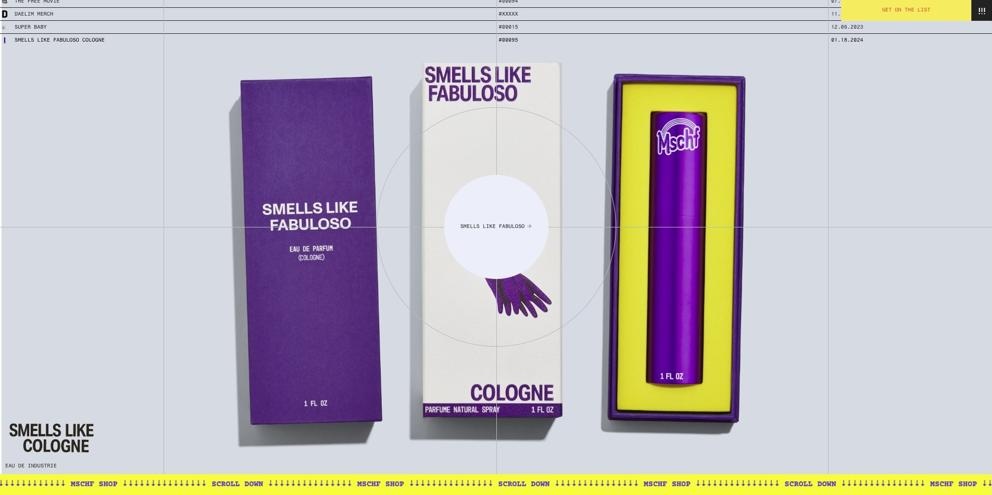 THE FREE MOVIE #00094
DAELIM MERCH #XXXXX
SUPER BABY #00015 12.06.2023
SMELLS LIKE FABULOSO COLOGNE #00095 01.18.2024
GET ON THE LIST
SMELLS LIKE
FABULOSO
EAU DE PARFUM
(COLOGNE)
1 FL OZ
SMELLS LIKE
FABULOSO
SMELLS LIKE FABULOSO →
COLOGNE
PARFUME NATURAL SPRAY 1 FL OZ
Mschf
1 FL OZ
SMELLS LIKE
COLOGNE
EAU DE INDUSTRIE
↓↓↓↓↓↓↓↓↓↓↓↓ MSCHF SHOP ↓↓↓↓↓↓↓↓↓↓↓↓ SCROLL DOWN ↓↓↓↓↓↓↓↓↓↓↓↓ MSCHF SHOP ↓↓↓↓↓↓↓↓↓↓↓↓ SCROLL DOWN ↓↓↓↓↓↓↓↓↓↓↓↓ MSCHF SHOP ↓↓↓↓↓↓↓↓↓↓↓↓ SCROLL DOWN ↓↓↓↓↓↓↓↓↓↓↓↓ MSCHF SHOP ↓↓